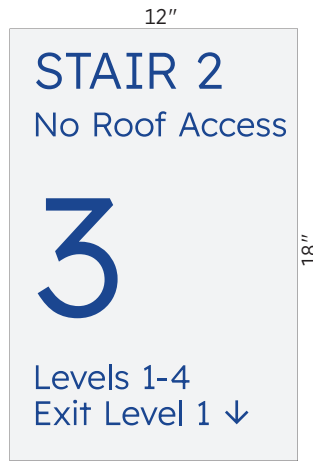 12”
STAIR 2
No Roof Access
3
18”
Levels 1-4
Exit Level 1 ↓